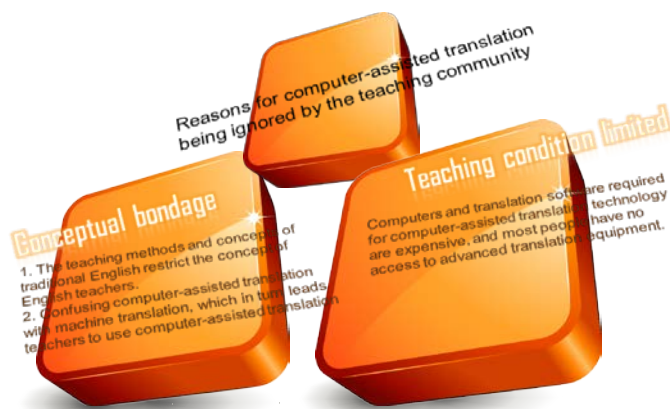 Reasons for computer-assisted translation
being ignored by the teaching community
Conceptual bondage
1. The teaching methods and concepts of
traditional English restrict the concept of
English teachers.
2. Confusing computer-assisted translation
with machine translation, which in turn leads
teachers to use computer-assisted translation
Teaching condition limited
Computers and translation software required
for computer-assisted translation technology
are expensive, and most people have no
access to advanced translation equipment.